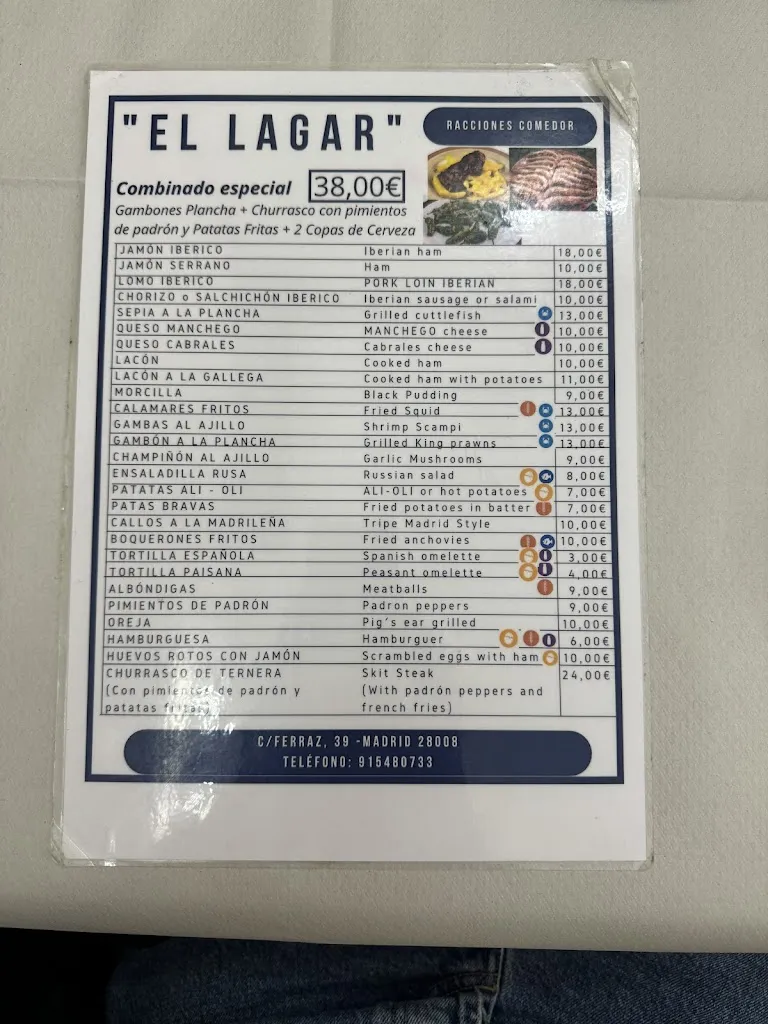 "EL LAGAR"
RACCIONES COMEDOR
Combinado especial 38,00€
Gambones Plancha + Churrasco con pimientos
de padrón y Patatas Fritas + 2 Copas de Cerveza
JAMÓN IBERICO Iberian ham 18,00€
JAMÓN SERRANO Ham 10,00€
LOMO IBERICO PORK LOIN IBERIAN 18,00€
CHORIZO o SALCHICHÓN IBERICO Iberian sausage or salami 10,00€
SEPIA A LA PLANCHA Grilled cuttlefish 13,00€
QUESO MANCHEGO MANCHEGO cheese 10,00€
QUESO CABRALES Cabrales cheese 10,00€
LACÓN Cooked ham 10,00€
LACÓN A LA GALLEGA Cooked ham with potatoes 11,00€
MORCILLA Black Pudding 9,00€
CALAMARES FRITOS Fried Squid 13,00€
GAMBAS AL AJILLO Shrimp Scampi 13,00€
GAMBÓN A LA PLANCHA Grilled King prawns 13,00€
CHAMPIÑÓN AL AJILLO Garlic Mushrooms 9,00€
ENSALADILLA RUSA Russian salad 8,00€
PATATAS ALI - OLI ALI-OLI or hot potatoes 7,00€
PATAS BRAVAS Fried potatoes in batter 7,00€
CALLOS A LA MADRILEÑA Tripe Madrid Style 10,00€
BOQUERONES FRITOS Fried anchovies 10,00€
TORTILLA ESPAÑOLA Spanish omelette 3,00€
TORTILLA PAISANA Peasant omelette 4,00€
ALBÓNDIGAS Meatballs 9,00€
PIMIENTOS DE PADRÓN Padron peppers 9,00€
OREJA Pig's ear grilled 10,00€
HAMBURGUESA Hamburguer 6,00€
HUEVOS ROTOS CON JAMÓN Scrambled eggs with ham 10,00€
CHURRASCO DE TERNERA Skit Steak 24,00€
(Con pimientos de padrón y (With padrón peppers and
patatas fritas) french fries)
C/FERRAZ, 39 -MADRID 28008
TELÉFONO: 915480733